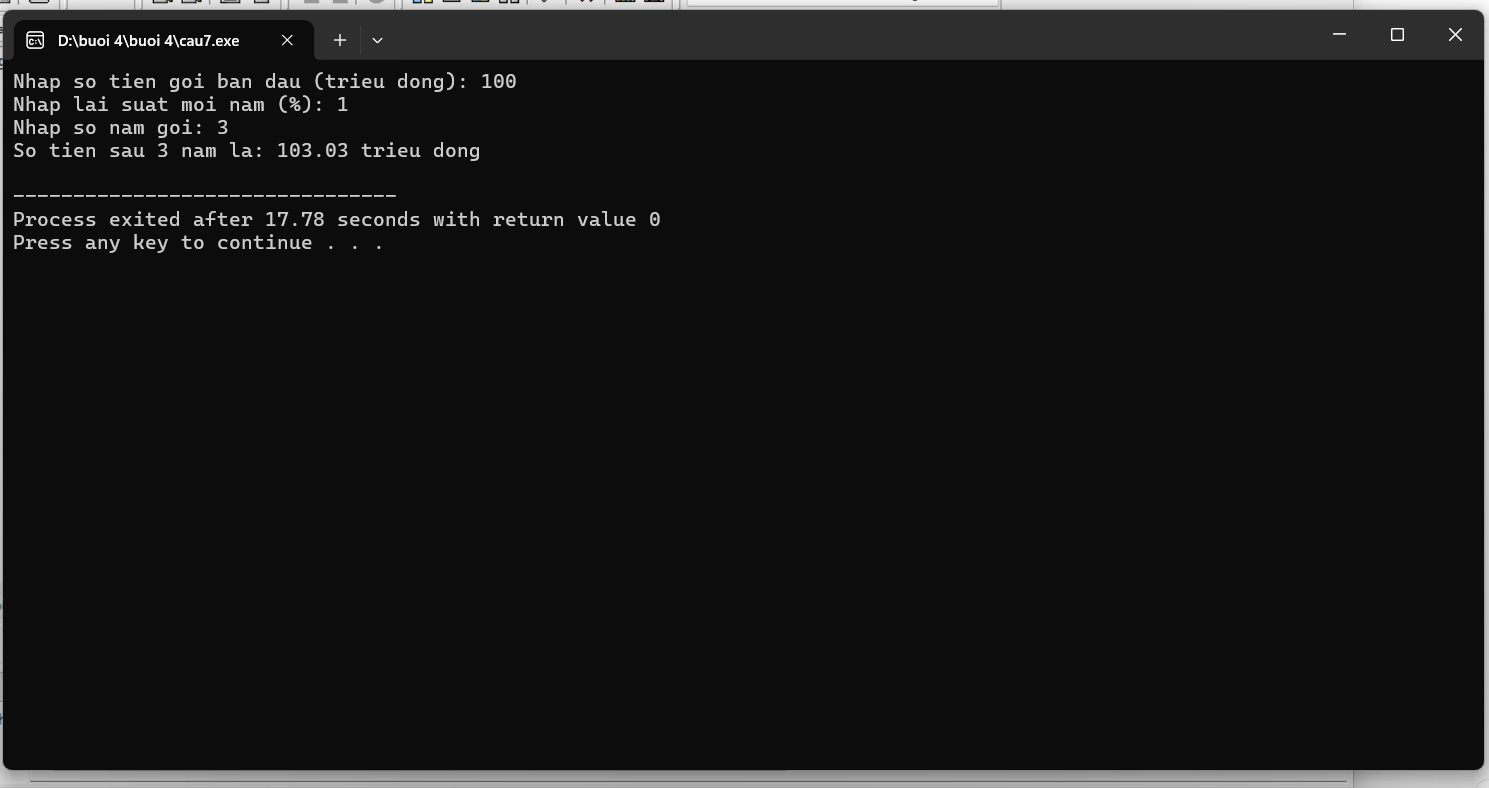 D:\buoi 4\buoi 4\cau7.exe
Nhap so tien goi ban dau (trieu dong): 100
Nhap lai suat moi nam (%): 1
Nhap so nam goi: 3
So tien sau 3 nam la: 103.03 trieu dong
--------------------------------
Process exited after 17.78 seconds with return value 0
Press any key to continue . . .